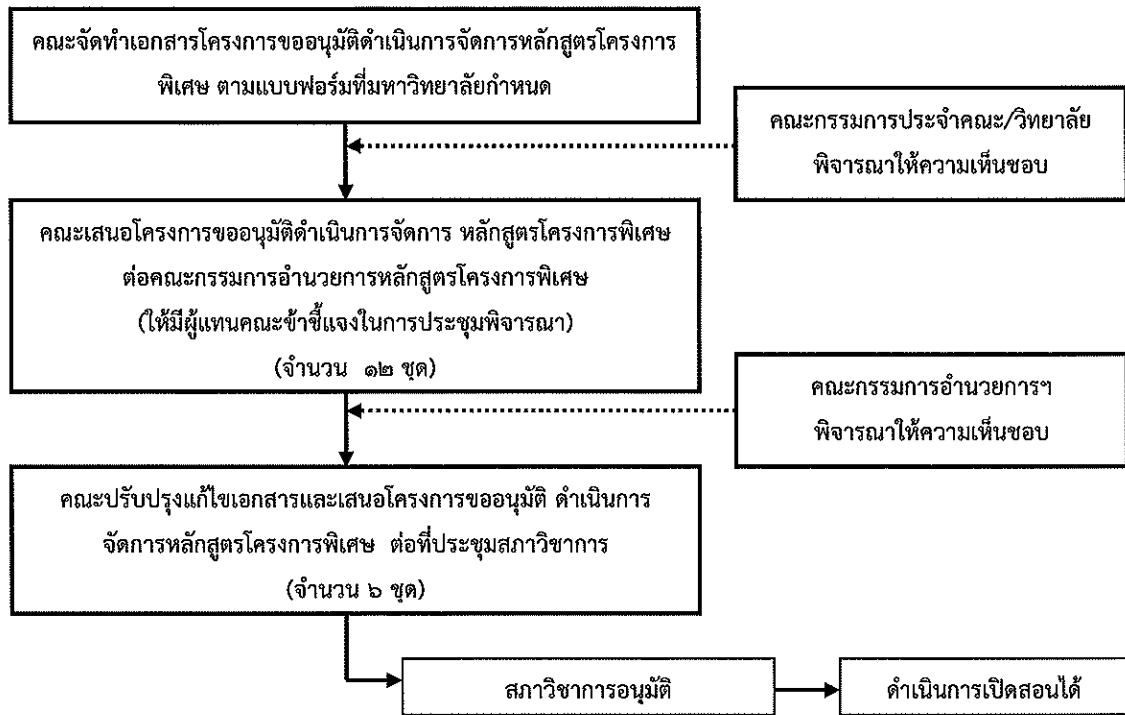 คณะจัดทำเอกสารโครงการขออนุมัติดำเนินการจัดการหลักสูตรโครงการ
พิเศษ ตามแบบฟอร์มที่มหาวิทยาลัยกำหนด
คณะกรรมการประจำคณะ/วิทยาลัย
พิจารณาให้ความเห็นชอบ
คณะเสนอโครงการขออนุมัติดำเนินการจัดการ หลักสูตรโครงการพิเศษ
ต่อคณะกรรมการอำนวยการหลักสูตรโครงการพิเศษ
(ให้มีผู้แทนคณะข้าชี้แจงในการประชุมพิจารณา)
(จำนวน ๑๒ ชุด)
คณะกรรมการอำนวยการฯ
พิจารณาให้ความเห็นชอบ
คณะปรับปรุงแก้ไขเอกสารและเสนอโครงการขออนุมัติ ดำเนินการ
จัดการหลักสูตรโครงการพิเศษ ต่อที่ประชุมสภาวิชาการ
(จำนวน ๖ ชุด)
สภาวิชาการอนุมัติ
ดำเนินการเปิดสอนได้